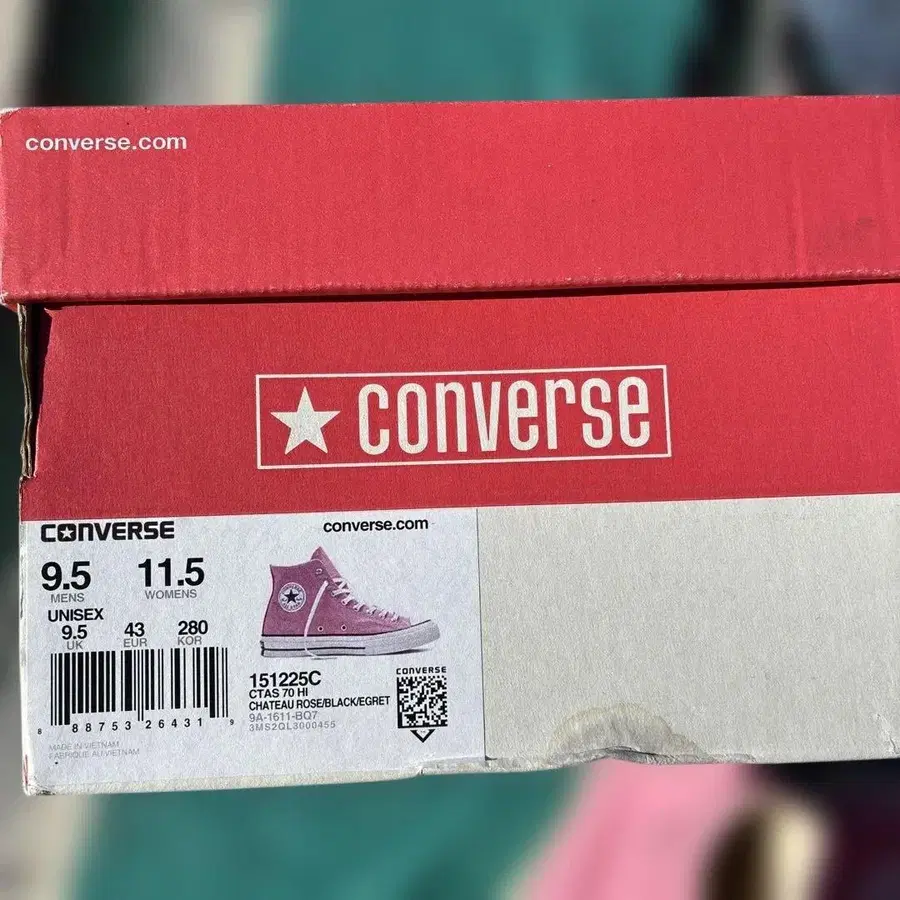 converse.com
converse
CONVERSE
converse.com
9.5 11.5
MENS WOMENS
UNISEX
9.5 43 280
UK EUR KOR
8 88753 26431 9
MADE IN VIETNAM
FABRIQUE AU VIETNAM
151225C
CTAS 70 HI
CHATEAU ROSE/BLACK/EGRET
9A-1611-BQ7
3MS2QL3000455
CONVERSE